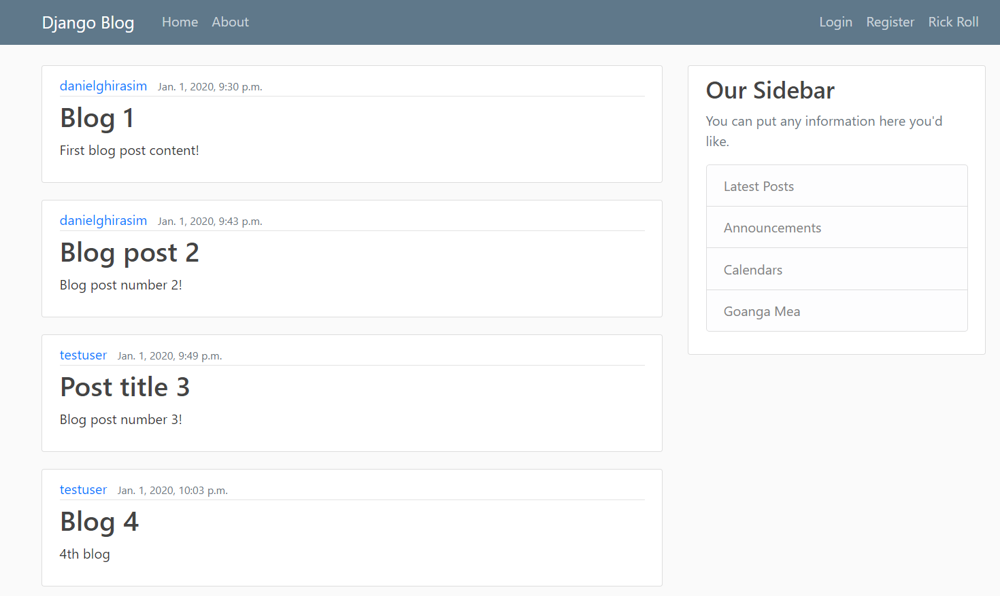 Django Blog Home About Login Register Rick Roll
danielghirasim Jan. 1, 2020, 9:30 p.m.
Blog 1
First blog post content!
danielghirasim Jan. 1, 2020, 9:43 p.m.
Blog post 2
Blog post number 2!
testuser Jan. 1, 2020, 9:49 p.m.
Post title 3
Blog post number 3!
testuser Jan. 1, 2020, 10:03 p.m.
Blog 4
4th blog
Our Sidebar
You can put any information here you'd
like.
Latest Posts
Announcements
Calendars
Goanga Mea